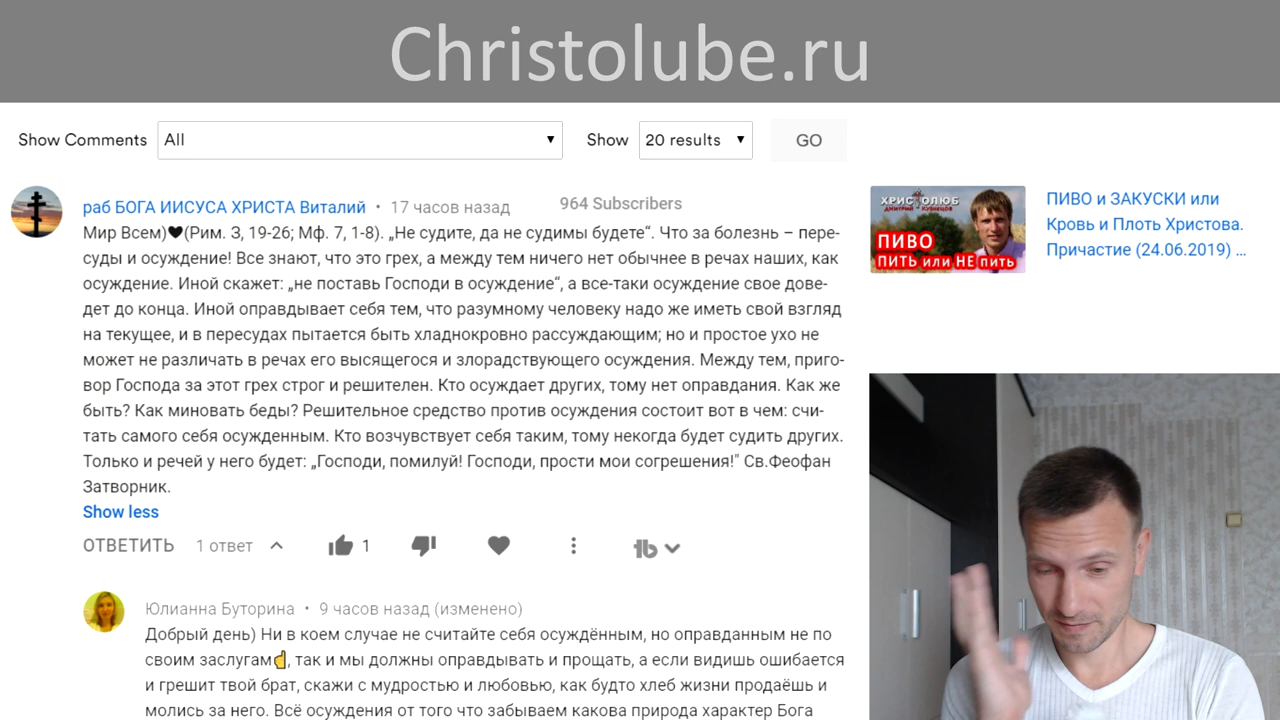 Christolube.ru
Show Comments All Show 20 results GO
раб БОГА ИИСУСА ХРИСТА Виталий • 17 часов назад 964 Subscribers
Мир Всем)♥(Рим. 3, 19-26; Мф. 7, 1-8). „Не судите, да не судимы будете“. Что за болезнь – пере-
суды и осуждение! Все знают, что это грех, а между тем ничего нет обычнее в речах наших, как
осуждение. Иной скажет: „не поставь Господи в осуждение“, а все-таки осуждение свое дове-
дет до конца. Иной оправдывает себя тем, что разумному человеку надо же иметь свой взгляд
на текущее, и в пересудах пытается быть хладнокровно рассуждающим; но и простое ухо не
может не различать в речах его высящегося и злорадствующего осуждения. Между тем, приго-
вор Господа за этот грех строг и решителен. Кто осуждает других, тому нет оправдания. Как же
быть? Как миновать беды? Решительное средство против осуждения состоит вот в чем: счи-
тать самого себя осужденным. Кто возчувствует себя таким, тому некогда будет судить других.
Только и речей у него будет: „Господи, помилуй! Господи, прости мои согрешения!" Св.Феофан
Затворник.
Show less
ОТВЕТИТЬ 1 ответ 1
Юлианна Буторина • 9 часов назад (изменено)
Добрый день) Ни в коем случае не считайте себя осуждённым, но оправданным не по
своим заслугам☝, так и мы должны оправдывать и прощать, а если видишь ошибается
и грешит твой брат, скажи с мудростью и любовью, как будто хлеб жизни продаёшь и
молись за него. Всё осуждения от того что забываем какова природа характер Бога
ХРИСТОЛЮБ
ДМИТРИЙ КУЗНЕЦОВ
ПИВО
ПИТЬ или НЕ пить
ПИВО и ЗАКУСКИ или
Кровь и Плоть Христова.
Причастие (24.06.2019) ...